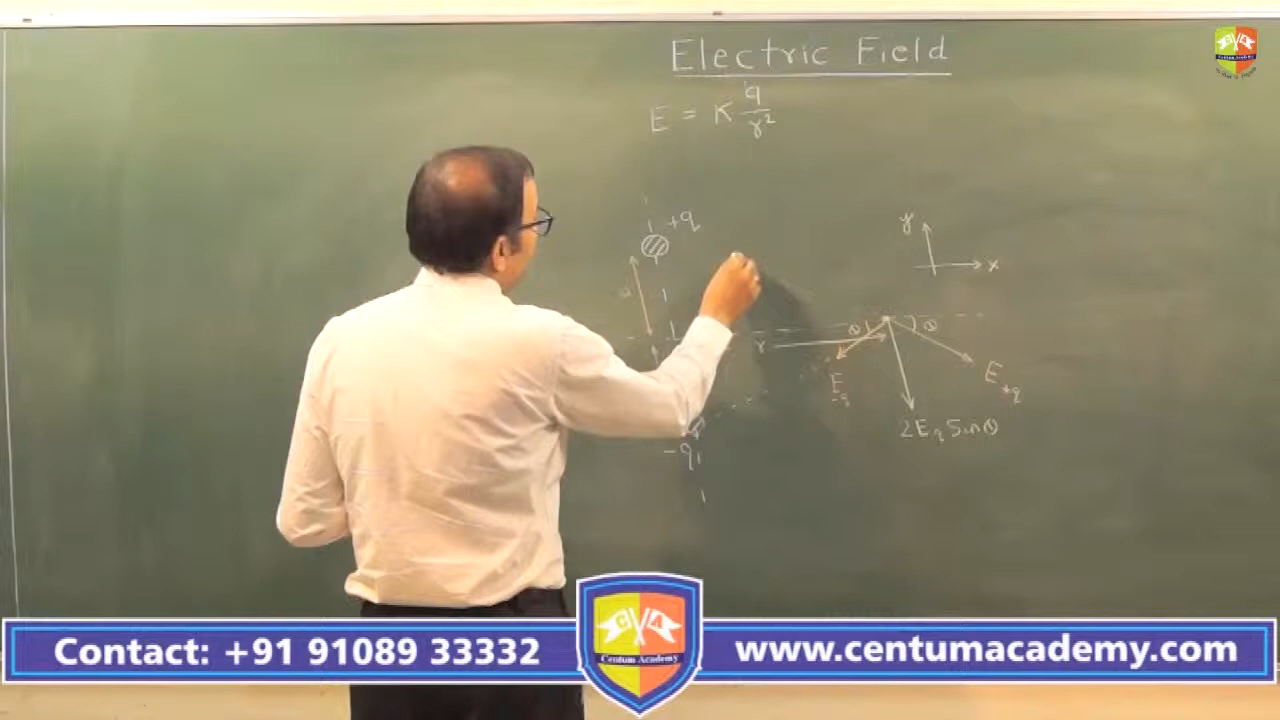 Electric Field
E = K q / r²
+q
y
x
a
θ
θ
r
E-q
E+q
2Eq Sinθ
-q
C A
Centum Academy
Contact: +91 91089 33332
www.centumacademy.com